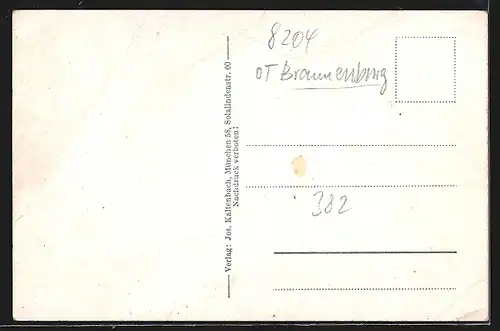 8204
OT Brannenburg
382
Verlag: Jos. Kaltenbach, München 58, Solalindenstr. 60
Nachdruck verboten!